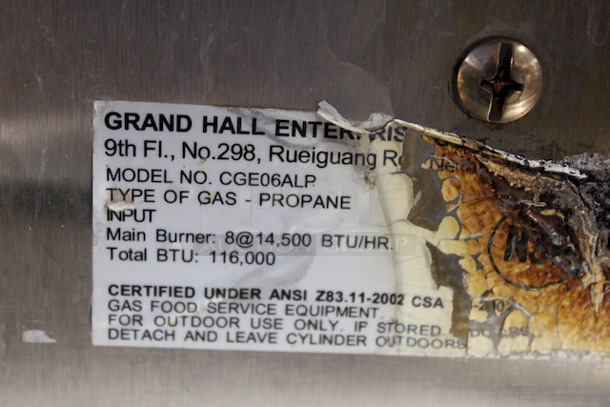 GRAND HALL ENTERPRIS
9th Fl., No.298, Rueiguang R
MODEL NO. CGE06ALP
TYPE OF GAS - PROPANE
INPUT
Main Burner: 8@14,500 BTU/HR.
Total BTU: 116,000
CERTIFIED UNDER ANSI Z83.11-2002 CSA
GAS FOOD SERVICE EQUIPMENT.
FOR OUTDOOR USE ONLY. IF STORED
DETACH AND LEAVE CYLINDER OUTDOORS